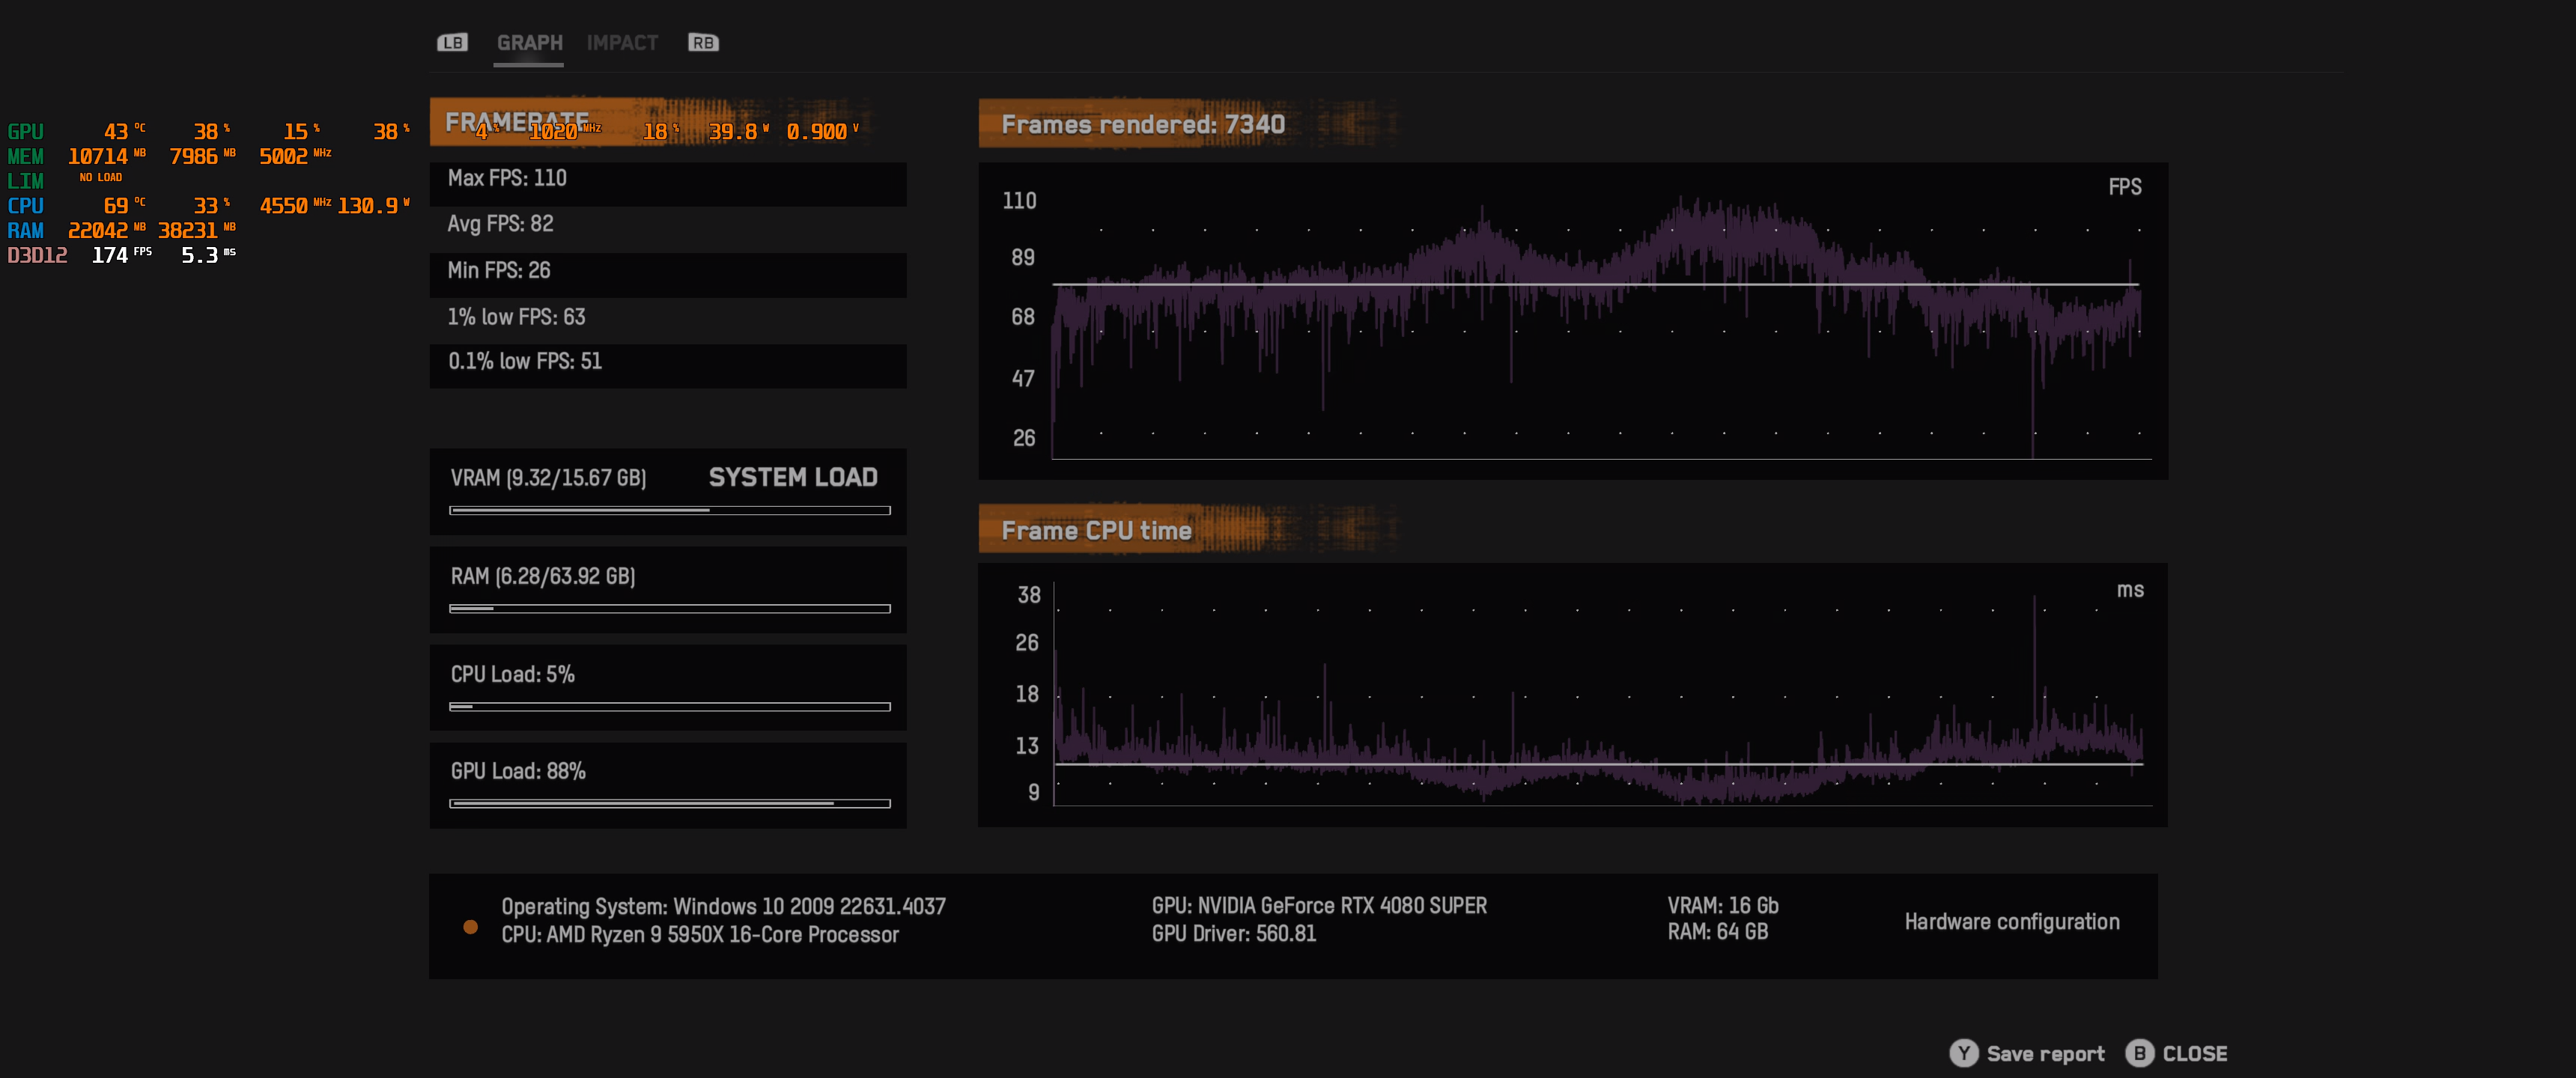 LB GRAPH IMPACT RB
FRAMERATE
GPU 43 °C 38 % 15 % 38 % 4 % 1020 MHz 18 % 39.8 W 0.900 V
MEM 10714 MB 7986 MB 5002 MHz
LIM NO LOAD
CPU 69 °C 33 % 4550 MHz 130.9 W
RAM 22042 MB 38231 MB
D3D12 174 FPS 5.3 ms
Max FPS: 110
Avg FPS: 82
Min FPS: 26
1% low FPS: 63
0.1% low FPS: 51
VRAM (9.32/15.67 GB) SYSTEM LOAD
RAM (6.28/63.92 GB)
CPU Load: 5%
GPU Load: 88%
Frames rendered: 7340
FPS
110
89
68
47
26
Frame CPU time
ms
38
26
18
13
9
Operating System: Windows 10 2009 22631.4037
CPU: AMD Ryzen 9 5950X 16-Core Processor
GPU: NVIDIA GeForce RTX 4080 SUPER
GPU Driver: 560.81
VRAM: 16 Gb
RAM: 64 GB
Hardware configuration
Y Save report B CLOSE